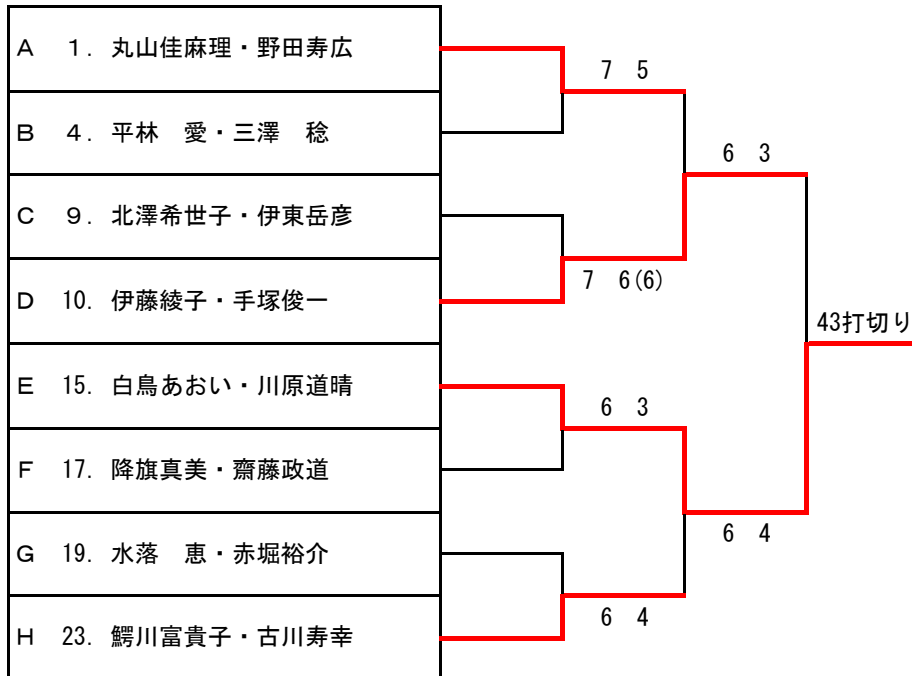 A 1. 丸山佳麻理・野田寿広
7 5
B 4. 平林 愛・三澤 稔
6 3
C 9. 北澤希世子・伊東岳彦
7 6(6)
D 10. 伊藤綾子・手塚俊一
43打切り
E 15. 白鳥あおい・川原道晴
6 3
F 17. 降旗真美・齋藤政道
6 4
G 19. 水落 恵・赤堀裕介
6 4
H 23. 鰐川富貴子・古川寿幸